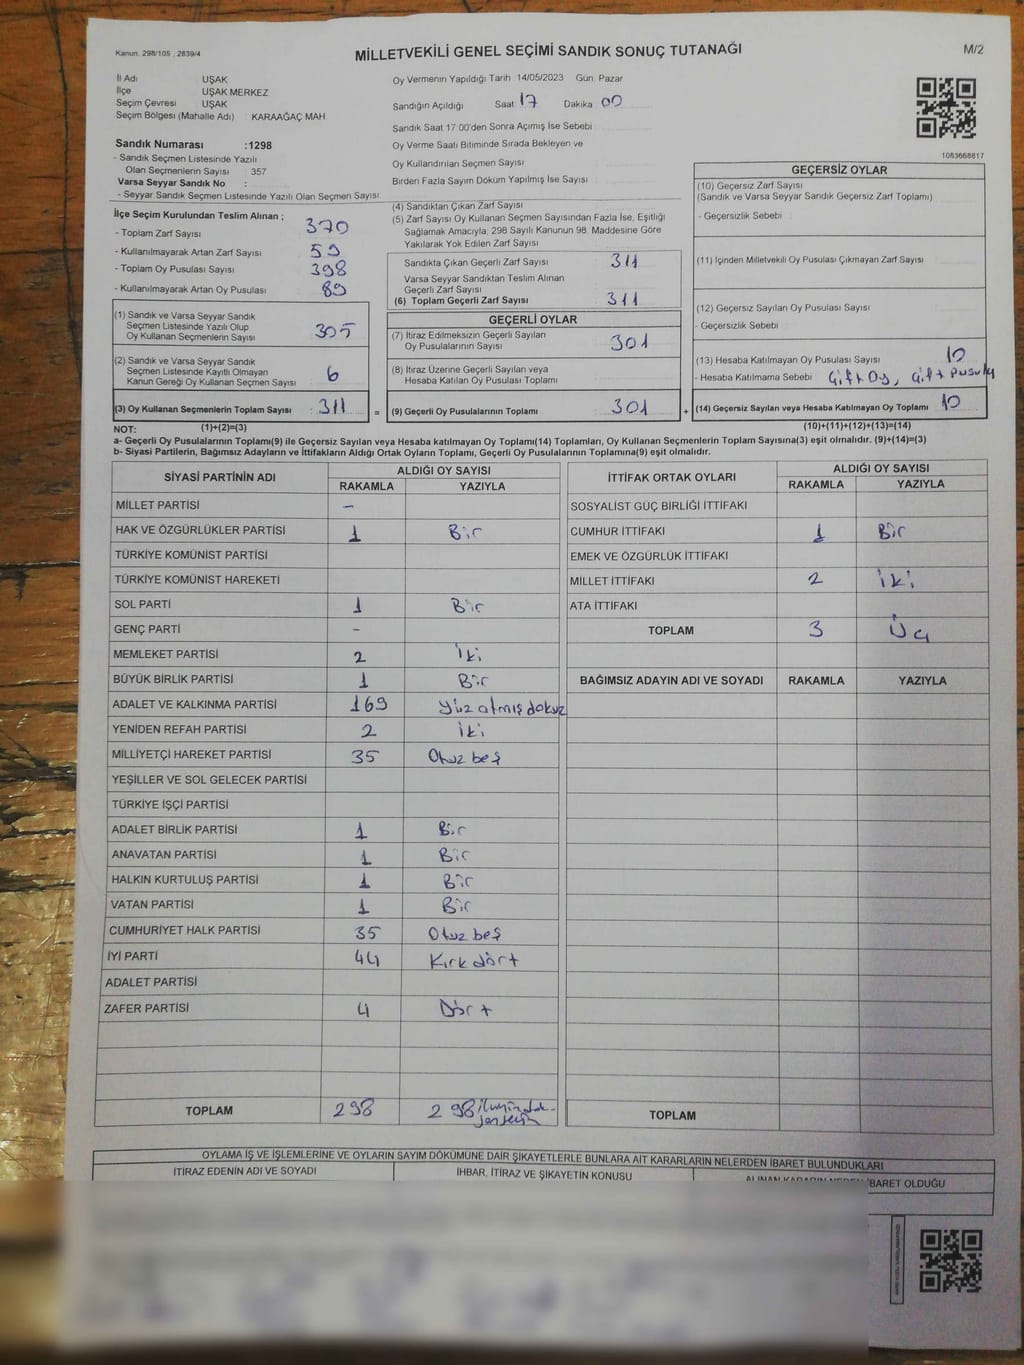 Kanun. 298/105 , 2839/4
MİLLETVEKİLİ GENEL SEÇİMİ SANDIK SONUÇ TUTANAĞI
M/2
İl Adı UŞAK
İlçe UŞAK MERKEZ
Seçim Çevresi UŞAK
Seçim Bölgesi (Mahalle Adı) KARAAĞAÇ MAH.
Sandık Numarası :1298
- Sandık Seçmen Listesinde Yazılı
Olan Seçmenlerin Sayısı 357
Varsa Seyyar Sandık No :
- Seyyar Sandık Seçmen Listesinde Yazılı Olan Seçmen Sayısı:
Oy Vermenin Yapıldığı Tarih :14/05/2023 Gün: Pazar
Sandığın Açıldığı Saat 17 Dakika 00
Sandık Saat 17:00'den Sonra Açımış İse Sebebi
Oy Verme Saati Bitiminde Sırada Bekleyen ve
Oy Kullandırılan Seçmen Sayısı
Birden Fazla Sayım Döküm Yapılmış İse Sayısı
1083668817
İlçe Seçim Kurulundan Teslim Alınan ;
- Toplam Zarf Sayısı 370
- Kullanılmayarak Artan Zarf Sayısı 59
- Toplam Oy Pusulası Sayısı 398
- Kullanılmayarak Artan Oy Pusulası 89
(1) Sandık ve Varsa Seyyar Sandık
Seçmen Listesinde Yazılı Olup
Oy Kullanan Seçmenlerin Sayısı 305
(2) Sandık ve Varsa Seyyar Sandık
Seçmen Listesinde Kayıtlı Olmayan
Kanun Gereği Oy Kullanan Seçmen Sayısı 6
(3) Oy Kullanan Seçmenlerin Toplam Sayısı 311 =
(4) Sandıktan Çıkan Zarf Sayısı
(5) Zarf Sayısı Oy Kullanan Seçmen Sayısından Fazla İse, Eşitliği
Sağlamak Amacıyla, 298 Sayılı Kanunun 98. Maddesine Göre
Yakılarak Yok Edilen Zarf Sayısı
Sandıkta Çıkan Geçerli Zarf Sayısı 311
Varsa Seyyar Sandıktan Teslim Alınan
Geçerli Zarf Sayısı
(6) Toplam Geçerli Zarf Sayısı 311
GEÇERLİ OYLAR
(7) İtiraz Edilmeksizin Geçerli Sayılan
Oy Pusulalarının Sayısı 301
(8) İtiraz Üzerine Geçerli Sayılan veya
Hesaba Katılan Oy Pusulası Toplamı
(9) Geçerli Oy Pusulalarının Toplamı 301 +
GEÇERSİZ OYLAR
(10) Geçersiz Zarf Sayısı
(Sandık ve Varsa Seyyar Sandık Geçersiz Zarf Toplamı)
- Geçersizlik Sebebi
(11) İçinden Milletvekili Oy Pusulası Çıkmayan Zarf Sayısı
(12) Geçersiz Sayılan Oy Pusulası Sayısı
- Geçersizlik Sebebi
(13) Hesaba Katılmayan Oy Pusulası Sayısı 10
- Hesaba Katılmama Sebebi Çift Oy, Çift Pusula
(14) Geçersiz Sayılan veya Hesaba Katılmayan Oy Toplamı 10
NOT: (1)+(2)=(3) (10)+(11)+(12)+(13)=(14)
a- Geçerli Oy Pusulalarının Toplamı(9) ile Geçersiz Sayılan veya Hesaba katılmayan Oy Toplamı(14) Toplamları, Oy Kullanan Seçmenlerin Toplam Sayısına(3) eşit olmalıdır. (9)+(14)=(3)
b- Siyasi Partilerin, Bağımsız Adayların ve İttifakların Aldığı Ortak Oyların Toplamı, Geçerli Oy Pusulalarının Toplamına(9) eşit olmalıdır.
SİYASİ PARTİNİN ADI ALDIĞI OY SAYISI
RAKAMLA YAZIYLA
MİLLET PARTİSİ -
HAK VE ÖZGÜRLÜKLER PARTİSİ 1 Bir
TÜRKİYE KOMÜNİST PARTİSİ
TÜRKİYE KOMÜNİST HAREKETİ
SOL PARTİ 1 Bir
GENÇ PARTİ -
MEMLEKET PARTİSİ 2 iki
BÜYÜK BİRLİK PARTİSİ 1 Bir
ADALET VE KALKINMA PARTİSİ 169 Yüz atmış dokuz
YENİDEN REFAH PARTİSİ 2 iki
MİLLİYETÇİ HAREKET PARTİSİ 35 Otuz beş
YEŞİLLER VE SOL GELECEK PARTİSİ
TÜRKİYE İŞÇİ PARTİSİ
ADALET BİRLİK PARTİSİ 1 Bir
ANAVATAN PARTİSİ 1 Bir
HALKIN KURTULUŞ PARTİSİ 1 Bir
VATAN PARTİSİ 1 Bir
CUMHURİYET HALK PARTİSİ 35 Otuz beş
İYİ PARTİ 44 Kırk dört
ADALET PARTİSİ
ZAFER PARTİSİ 4 Dört
TOPLAM 298 298
İTTİFAK ORTAK OYLARI ALDIĞI OY SAYISI
RAKAMLA YAZIYLA
SOSYALİST GÜÇ BİRLİĞİ İTTİFAKI
CUMHUR İTTİFAKI 1 Bir
EMEK VE ÖZGÜRLÜK İTTİFAKI
MİLLET İTTİFAKI 2 iki
ATA İTTİFAKI
TOPLAM 3 Üç
BAĞIMSIZ ADAYIN ADI VE SOYADI RAKAMLA YAZIYLA
TOPLAM
OYLAMA İŞ VE İŞLEMLERİNE VE OYLARIN SAYIM DÖKÜMÜNE DAİR ŞİKAYETLERLE BUNLARA AİT KARARLARIN NELERDEN İBARET BULUNDUKLARI
İTİRAZ EDENİN ADI VE SOYADI İHBAR, İTİRAZ VE ŞİKAYETİN KONUSU ALINAN KARARIN NEDEN İBARET OLDUĞU